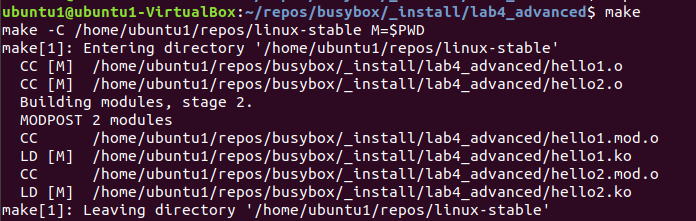 ubuntu1@ubuntu1-VirtualBox:~/repos/busybox/_install/lab4_advanced$ make
make -C /home/ubuntu1/repos/linux-stable M=$PWD
make[1]: Entering directory '/home/ubuntu1/repos/linux-stable'
  CC [M]  /home/ubuntu1/repos/busybox/_install/lab4_advanced/hello1.o
  CC [M]  /home/ubuntu1/repos/busybox/_install/lab4_advanced/hello2.o
  Building modules, stage 2.
  MODPOST 2 modules
  CC      /home/ubuntu1/repos/busybox/_install/lab4_advanced/hello1.mod.o
  LD [M]  /home/ubuntu1/repos/busybox/_install/lab4_advanced/hello1.ko
  CC      /home/ubuntu1/repos/busybox/_install/lab4_advanced/hello2.mod.o
  LD [M]  /home/ubuntu1/repos/busybox/_install/lab4_advanced/hello2.ko
make[1]: Leaving directory '/home/ubuntu1/repos/linux-stable'